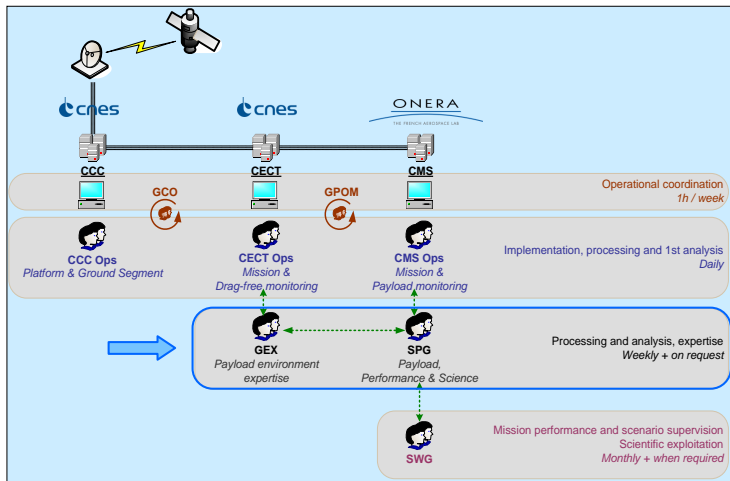 cnes
cnes
ONERA
THE FRENCH AEROSPACE LAB
CCC
CECT
CMS
GCO
GPOM
Operational coordination
1h / week
CCC Ops
Platform & Ground Segment
CECT Ops
Mission &
Drag-free monitoring
CMS Ops
Mission &
Payload monitoring
Implementation, processing and 1st analysis
Daily
GEX
Payload environment
expertise
SPG
Payload,
Performance & Science
Processing and analysis, expertise
Weekly + on request
SWG
Mission performance and scenario supervision
Scientific exploitation
Monthly + when required